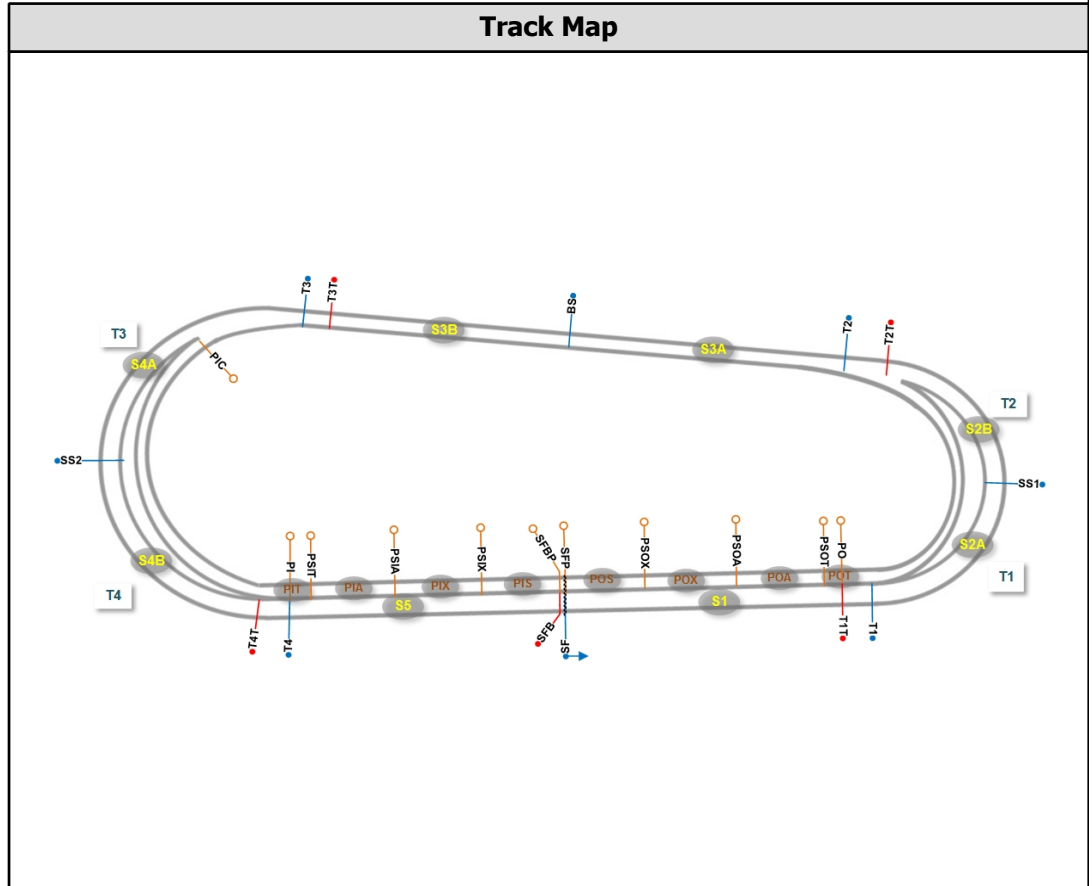 Track Map
T3
T3T
BS
T2
T2T
T3
S3B
S3A
S4A
PIC
T2
S2B
SS2
SS1
PI
PSIT
PSIA
PSIX
SFBP
SFP
PSOX
PSOA
PSOT
PO
S4B
S2A
T4
T1
PIT
PIA
PIX
PIS
POS
POX
POA
POT
S5
S1
T4T
T4
SFB
SF
T1T
T1